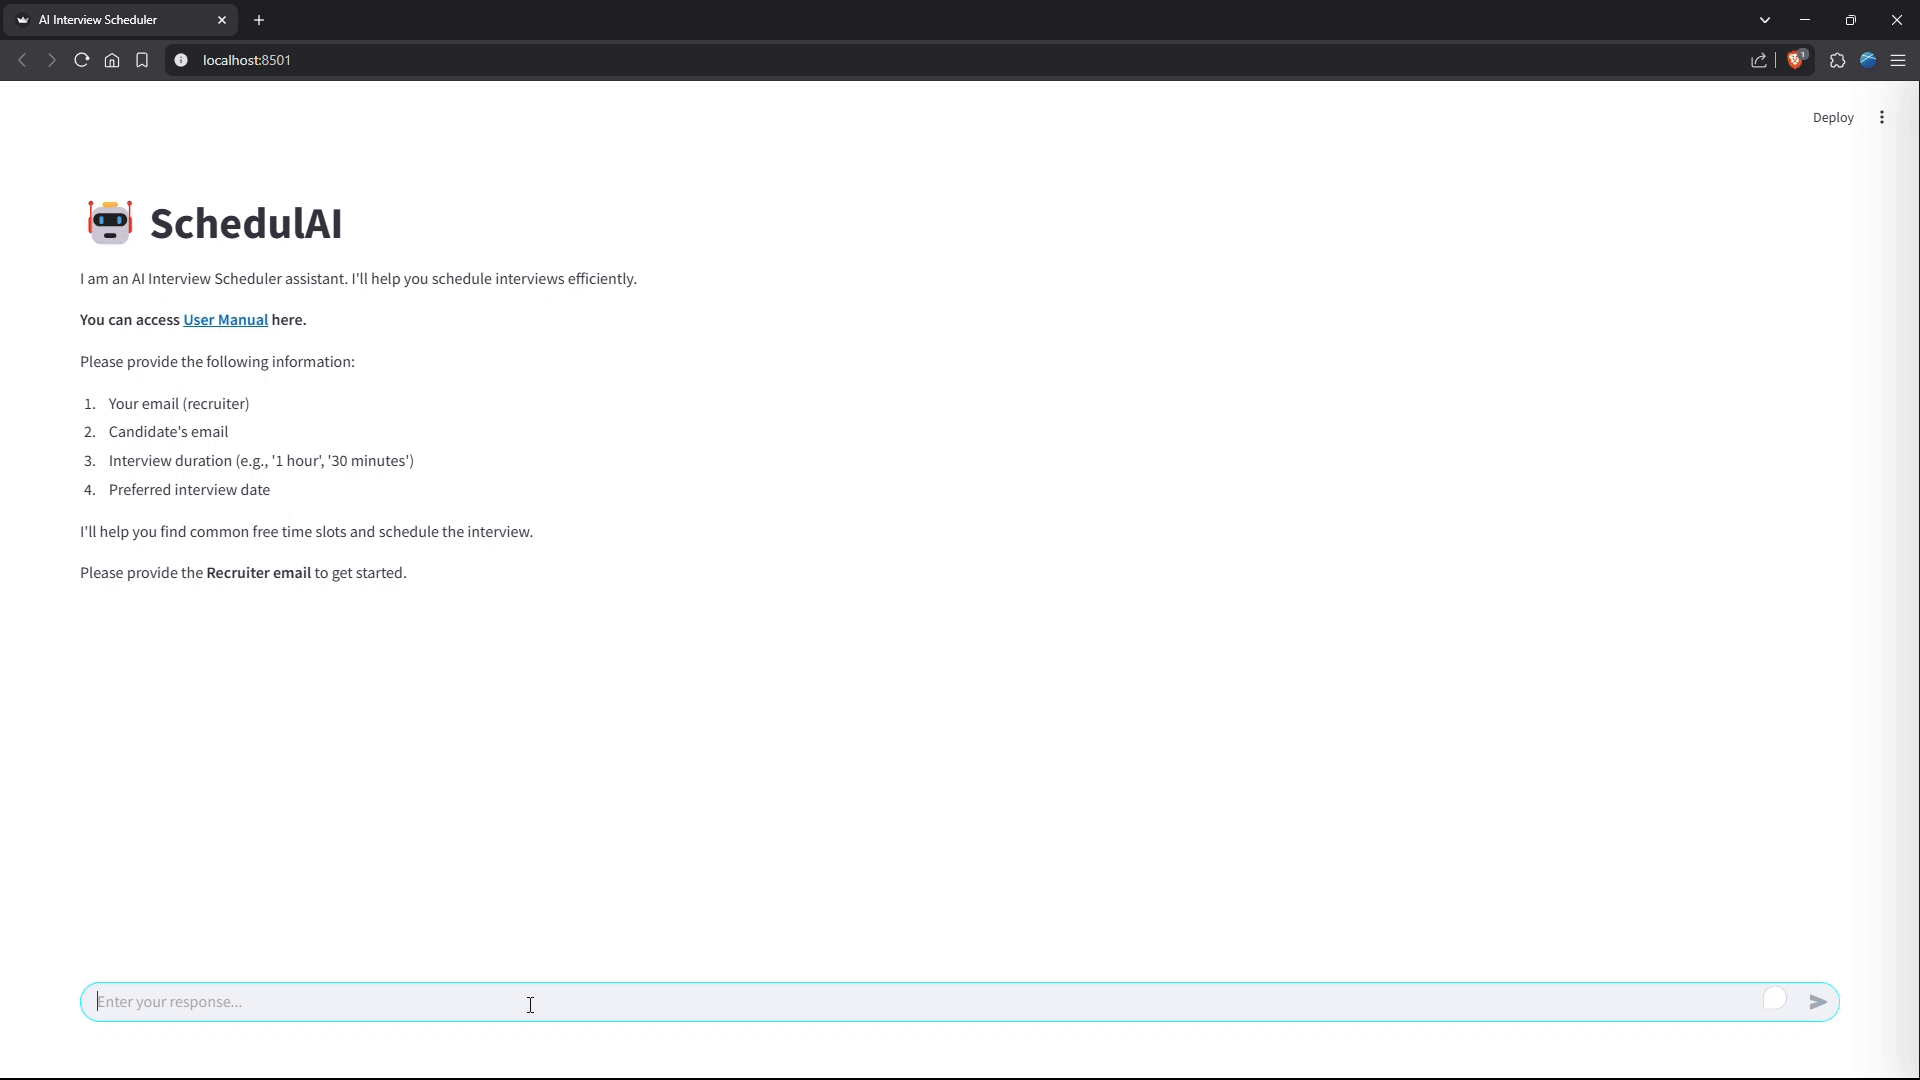 AI Interview Scheduler
localhost:8501
1
Deploy
SchedulAI
I am an AI Interview Scheduler assistant. I'll help you schedule interviews efficiently.
You can access User Manual here.
Please provide the following information:
1. Your email (recruiter)
2. Candidate's email
3. Interview duration (e.g., '1 hour', '30 minutes')
4. Preferred interview date
I'll help you find common free time slots and schedule the interview.
Please provide the Recruiter email to get started.
Enter your response...